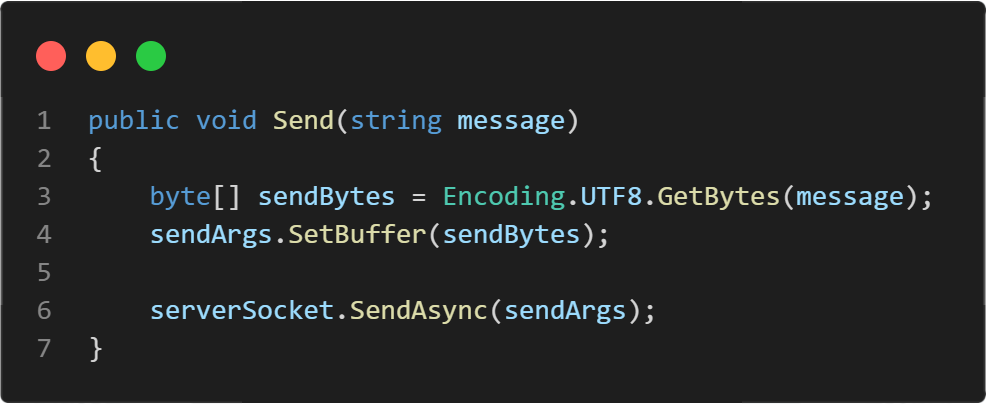 1 public void Send(string message)
2 {
3     byte[] sendBytes = Encoding.UTF8.GetBytes(message);
4     sendArgs.SetBuffer(sendBytes);
5
6     serverSocket.SendAsync(sendArgs);
7 }